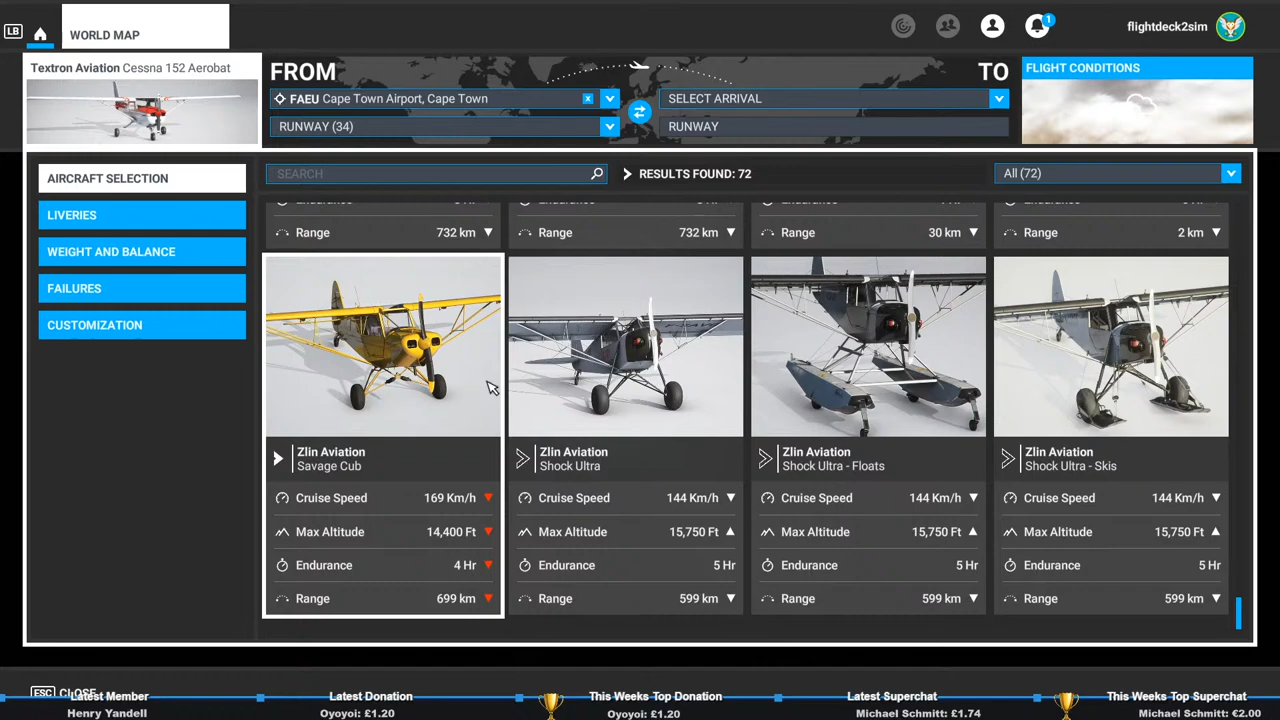 LB
WORLD MAP
1
flightdeck2sim
Textron Aviation Cessna 152 Aerobat
FROM
TO
FLIGHT CONDITIONS
FAEU Cape Town Airport, Cape Town
x
SELECT ARRIVAL
RUNWAY (34)
RUNWAY
AIRCRAFT SELECTION
LIVERIES
WEIGHT AND BALANCE
FAILURES
CUSTOMIZATION
SEARCH
RESULTS FOUND: 72
All (72)
Range 732 km
Range 732 km
Range 30 km
Range 2 km
Zlin Aviation
Savage Cub
Cruise Speed 169 Km/h
Max Altitude 14,400 Ft
Endurance 4 Hr
Range 699 km
Zlin Aviation
Shock Ultra
Cruise Speed 144 Km/h
Max Altitude 15,750 Ft
Endurance 5 Hr
Range 599 km
Zlin Aviation
Shock Ultra - Floats
Cruise Speed 144 Km/h
Max Altitude 15,750 Ft
Endurance 5 Hr
Range 599 km
Zlin Aviation
Shock Ultra - Skis
Cruise Speed 144 Km/h
Max Altitude 15,750 Ft
Endurance 5 Hr
Range 599 km
ESC CLOSE
Latest Member
Henry Yandell
Latest Donation
Oyoyoi: £1.20
This Weeks Top Donation
Oyoyoi: £1.20
Latest Superchat
Michael Schmitt: £1.74
This Weeks Top Superchat
Michael Schmitt: €2.00